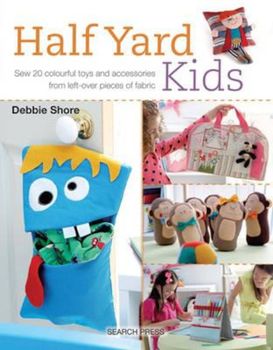 Half Yard
Kids
Sew 20 colourful toys and accessories
from left-over pieces of fabric
Debbie Shore
SEARCH PRESS